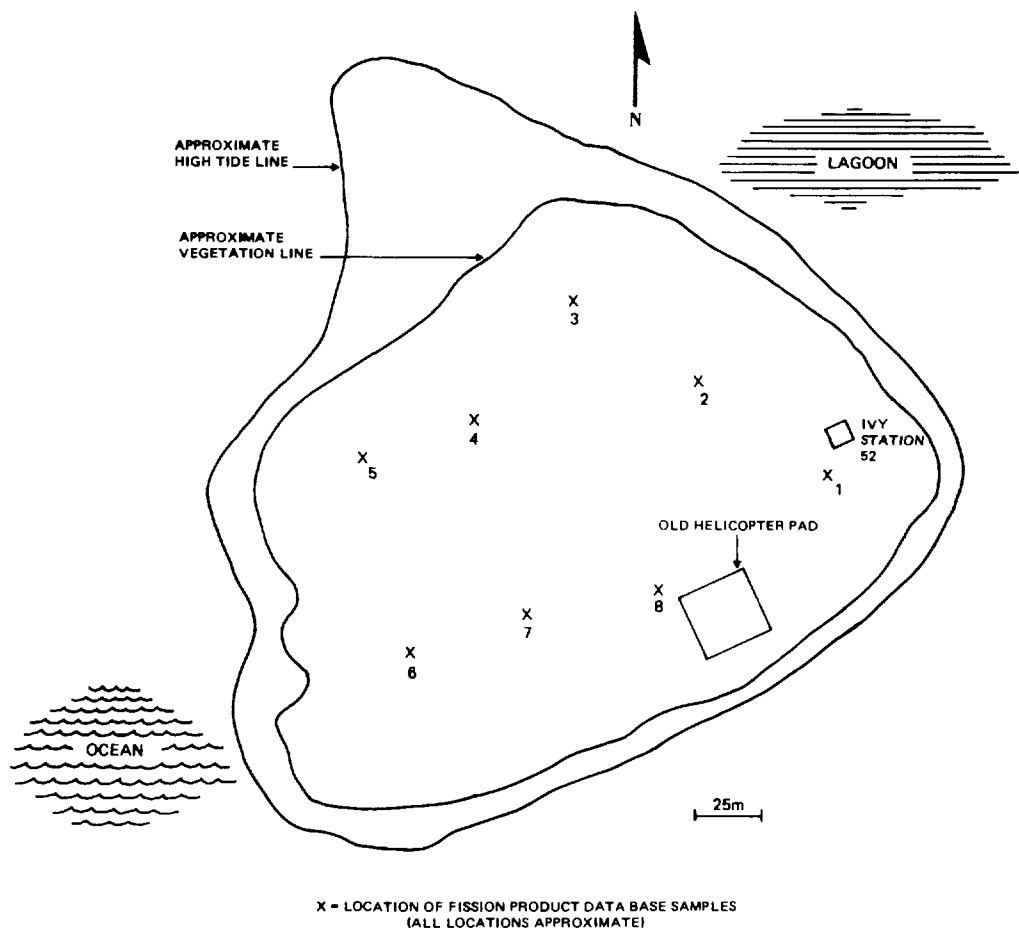 N
APPROXIMATE
HIGH TIDE LINE
LAGOON
APPROXIMATE
VEGETATION LINE
X
3
X
2
X
4
IVY
STATION
52
X
5
X
1
OLD HELICOPTER PAD
X
8
X
7
X
6
OCEAN
25m
X = LOCATION OF FISSION PRODUCT DATA BASE SAMPLES
(ALL LOCATIONS APPROXIMATE)